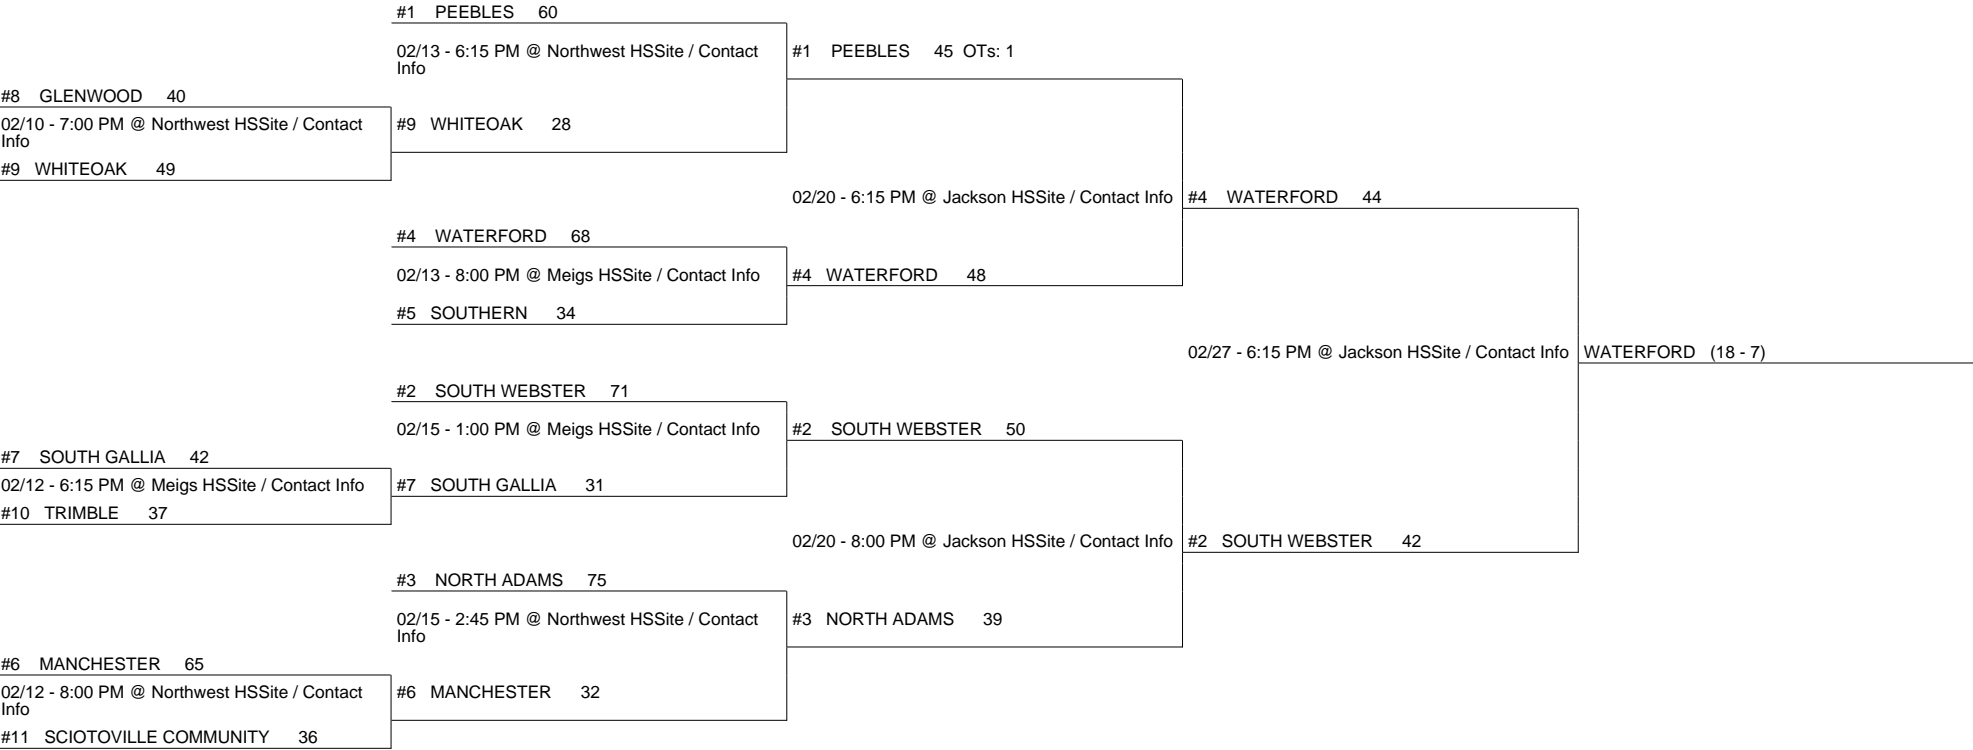 #1 PEEBLES 60
02/13 - 6:15 PM @ Northwest HSSite / Contact
Info
#1 PEEBLES 45 OTs: 1
#8 GLENWOOD 40
02/10 - 7:00 PM @ Northwest HSSite / Contact
Info
#9 WHITEOAK 28
#9 WHITEOAK 49
02/20 - 6:15 PM @ Jackson HSSite / Contact Info
#4 WATERFORD 44
#4 WATERFORD 68
02/13 - 8:00 PM @ Meigs HSSite / Contact Info
#4 WATERFORD 48
#5 SOUTHERN 34
02/27 - 6:15 PM @ Jackson HSSite / Contact Info
WATERFORD (18 - 7)
#2 SOUTH WEBSTER 71
02/15 - 1:00 PM @ Meigs HSSite / Contact Info
#2 SOUTH WEBSTER 50
#7 SOUTH GALLIA 42
02/12 - 6:15 PM @ Meigs HSSite / Contact Info
#7 SOUTH GALLIA 31
#10 TRIMBLE 37
02/20 - 8:00 PM @ Jackson HSSite / Contact Info
#2 SOUTH WEBSTER 42
#3 NORTH ADAMS 75
02/15 - 2:45 PM @ Northwest HSSite / Contact
Info
#3 NORTH ADAMS 39
#6 MANCHESTER 65
02/12 - 8:00 PM @ Northwest HSSite / Contact
Info
#6 MANCHESTER 32
#11 SCIOTOVILLE COMMUNITY 36